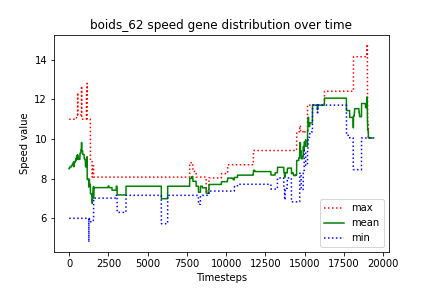 boids_62 speed gene distribution over time
Speed value
14
12
10
8
6
0
2500
5000
7500
10000
12500
15000
17500
20000
Timesteps
max
mean
min